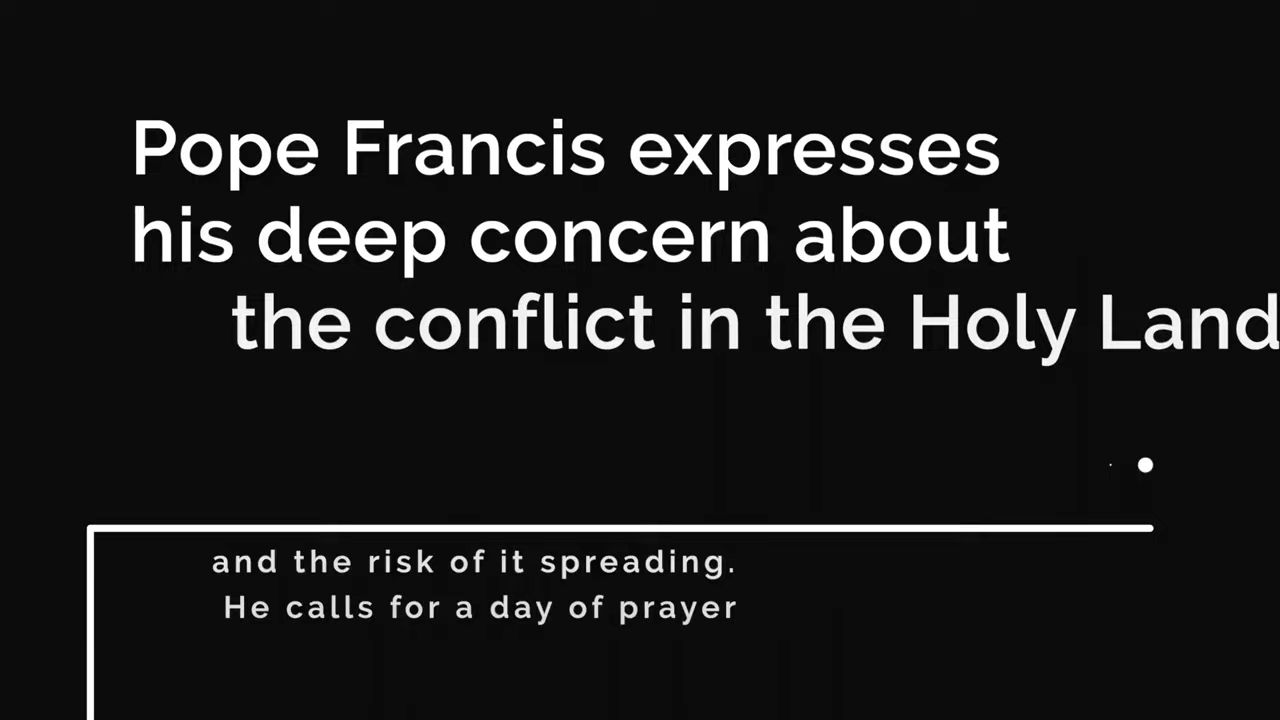 Pope Francis expresses
his deep concern about
the conflict in the Holy Land
and the risk of it spreading.
He calls for a day of prayer